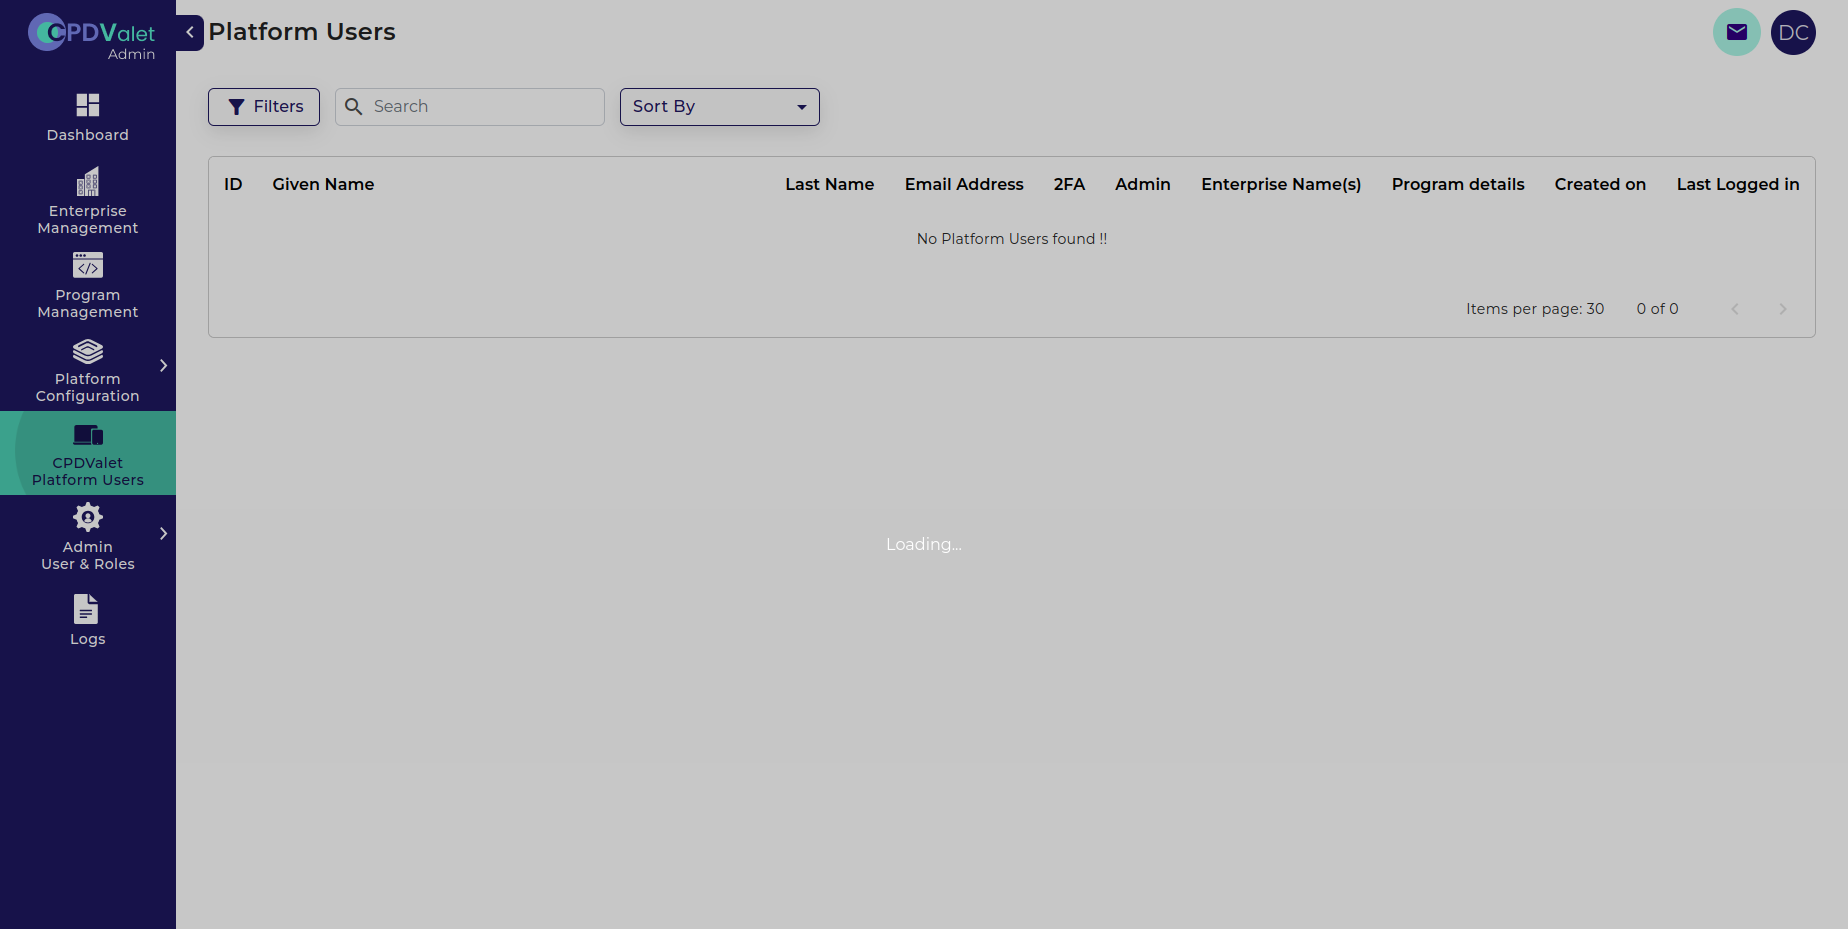 CPDValet
Admin
Platform Users
DC
Dashboard
Enterprise
Management
Program
Management
Platform
Configuration
CPDValet
Platform Users
Admin
User & Roles
Logs
Filters
Search
Sort By
ID Given Name Last Name Email Address 2FA Admin Enterprise Name(s) Program details Created on Last Logged in
No Platform Users found !!
Items per page: 30 0 of 0
Loading...